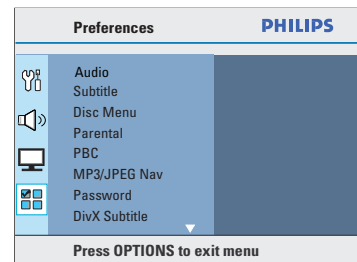 Preferences
PHILIPS
Audio
Subtitle
Disc Menu
Parental
PBC
MP3/JPEG Nav
Password
DivX Subtitle
Press OPTIONS to exit menu